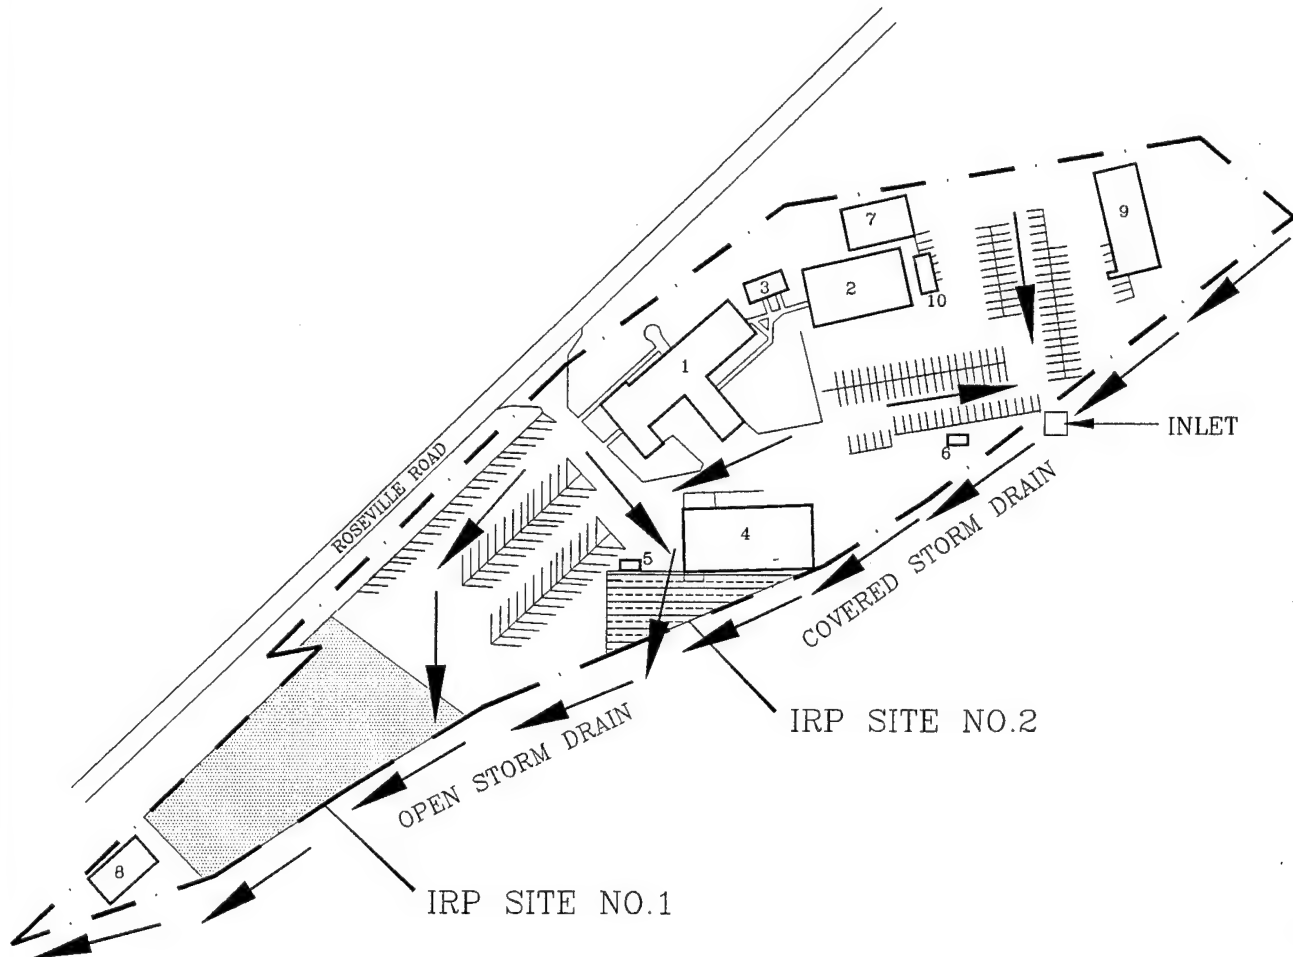 7
9
3
2
10
1
INLET
6
ROSEVILLE ROAD
4
5
COVERED STORM DRAIN
IRP SITE NO.2
OPEN STORM DRAIN
8
IRP SITE NO.1